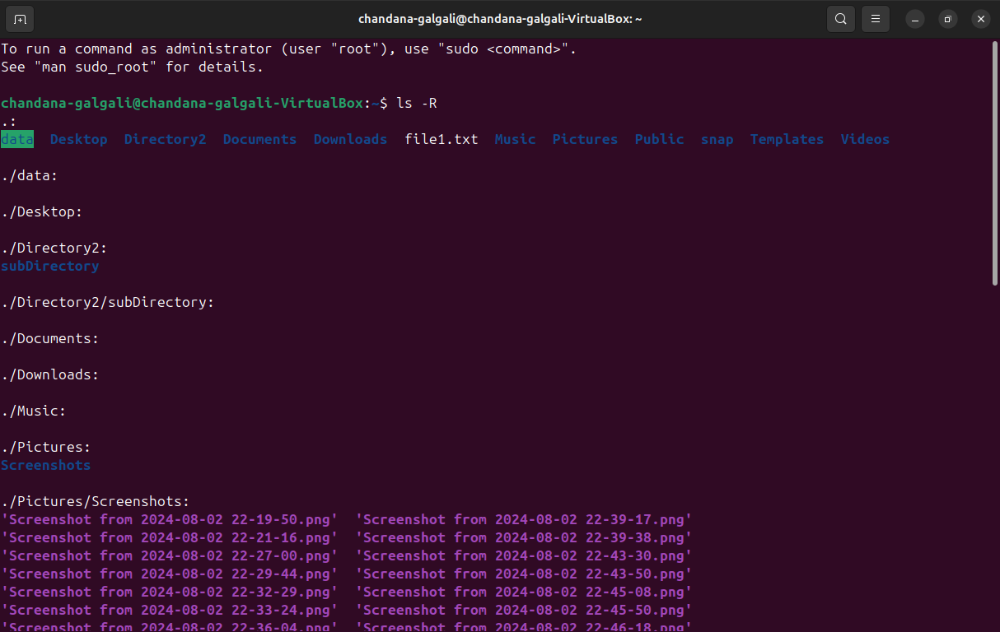 chandana-galgali@chandana-galgali-VirtualBox: ~
To run a command as administrator (user "root"), use "sudo <command>".
See "man sudo_root" for details.
chandana-galgali@chandana-galgali-VirtualBox:~$ ls -R
.:
data  Desktop  Directory2  Documents  Downloads  file1.txt  Music  Pictures  Public  snap  Templates  Videos
./data:
./Desktop:
./Directory2:
subDirectory
./Directory2/subDirectory:
./Documents:
./Downloads:
./Music:
./Pictures:
Screenshots
./Pictures/Screenshots:
'Screenshot from 2024-08-02 22-19-50.png'  'Screenshot from 2024-08-02 22-39-17.png'
'Screenshot from 2024-08-02 22-21-16.png'  'Screenshot from 2024-08-02 22-39-38.png'
'Screenshot from 2024-08-02 22-27-00.png'  'Screenshot from 2024-08-02 22-43-30.png'
'Screenshot from 2024-08-02 22-29-44.png'  'Screenshot from 2024-08-02 22-43-50.png'
'Screenshot from 2024-08-02 22-32-29.png'  'Screenshot from 2024-08-02 22-45-08.png'
'Screenshot from 2024-08-02 22-33-24.png'  'Screenshot from 2024-08-02 22-45-50.png'
'Screenshot from 2024-08-02 22-36-04.png'  'Screenshot from 2024-08-02 22-46-18.png'